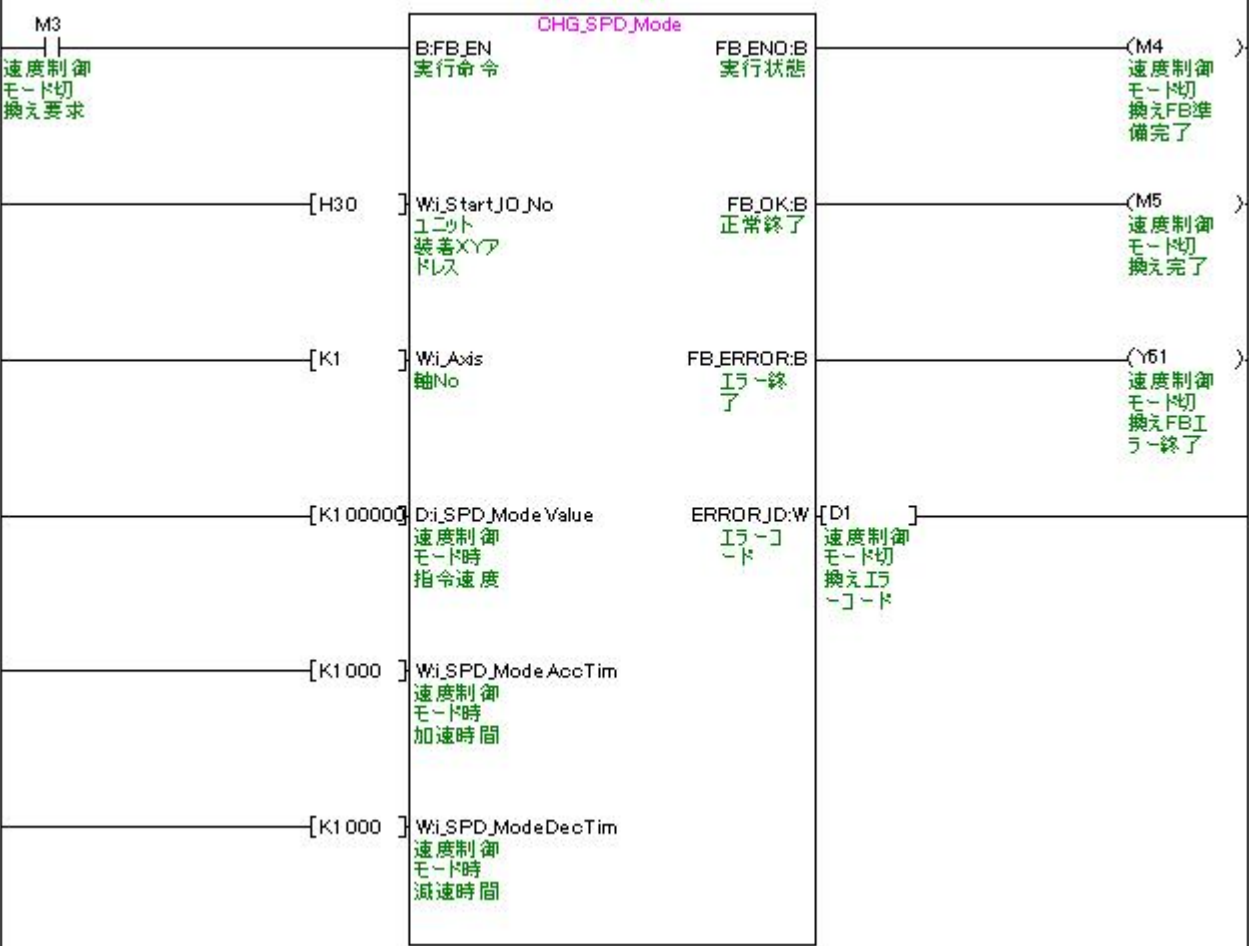 CHG_SPD_Mode
M3
速度制御
モード切
換え要求
B:FB_EN
実行命令
FB_ENO:B
実行状態
M4
速度制御
モード切
換えFB準
備完了
H30
W:i_Start_IO_No
ユニット
装着XYア
ドレス
FB_OK:B
正常終了
M5
速度制御
モード切
換え完了
K1
W:i_Axis
軸No
FB_ERROR:B
エラー終
了
Y51
速度制御
モード切
換えFBエ
ラー終了
K100000
D:i_SPD_ModeValue
速度制御
モード時
指令速度
ERROR_ID:W
エラーコ
ード
D1
速度制御
モード切
換えエラ
ーコード
K1000
W:i_SPD_ModeAccTim
速度制御
モード時
加速時間
K1000
W:i_SPD_ModeDecTim
速度制御
モード時
減速時間